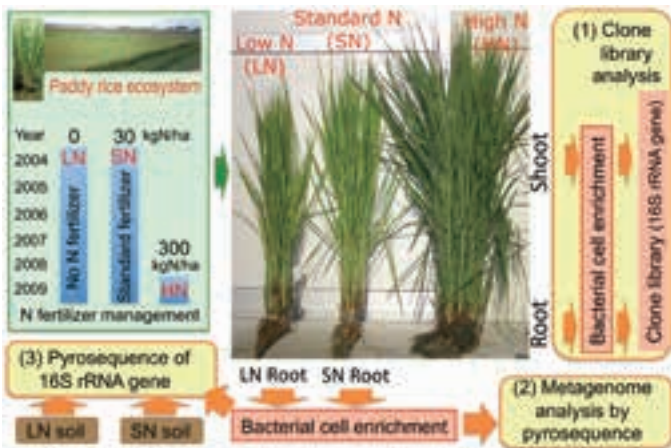 Paddy rice ecosystem
Year 0 30 kgN/ha
2004 LN SN
2005
2006
2007
2008
2009
No N fertilizer
Standard fertilizer
300
kgN/ha
HN
N fertilizer management
Low N
(LN)
Standard N
(SN)
High N
(HN)
Shoot
Root
(1) Clone
library
analysis
Bacterial cell enrichment
Clone library (16S rRNA gene)
(3) Pyrosequence of
16S rRNA gene
LN soil
SN soil
LN Root SN Root
Bacterial cell enrichment
(2) Metagenome
analysis by
pyrosequence